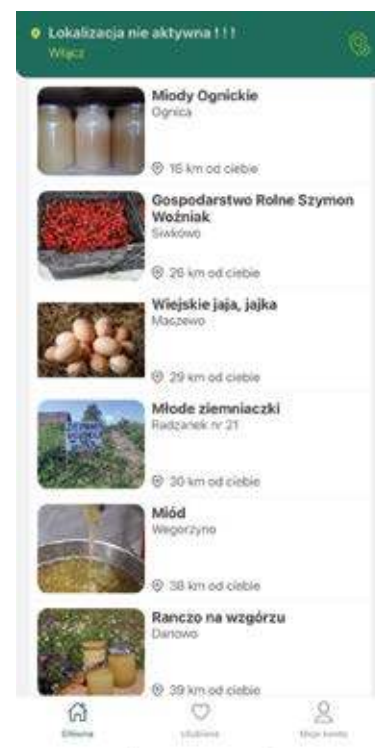 Lokalizacja nie aktywna ! ! !
Włącz
Miody Ognickie
Ognica
16 km od ciebie
Gospodarstwo Rolne Szymon
Woźniak
Siwkowo
26 km od ciebie
Wiejskie jaja, jajka
Maszewo
29 km od ciebie
Młode ziemniaczki
Radzanek nr 21
30 km od ciebie
Miód
Węgorzyno
38 km od ciebie
Ranczo na wzgórzu
Danowo
39 km od ciebie
Główna
Ulubione
Moje konto